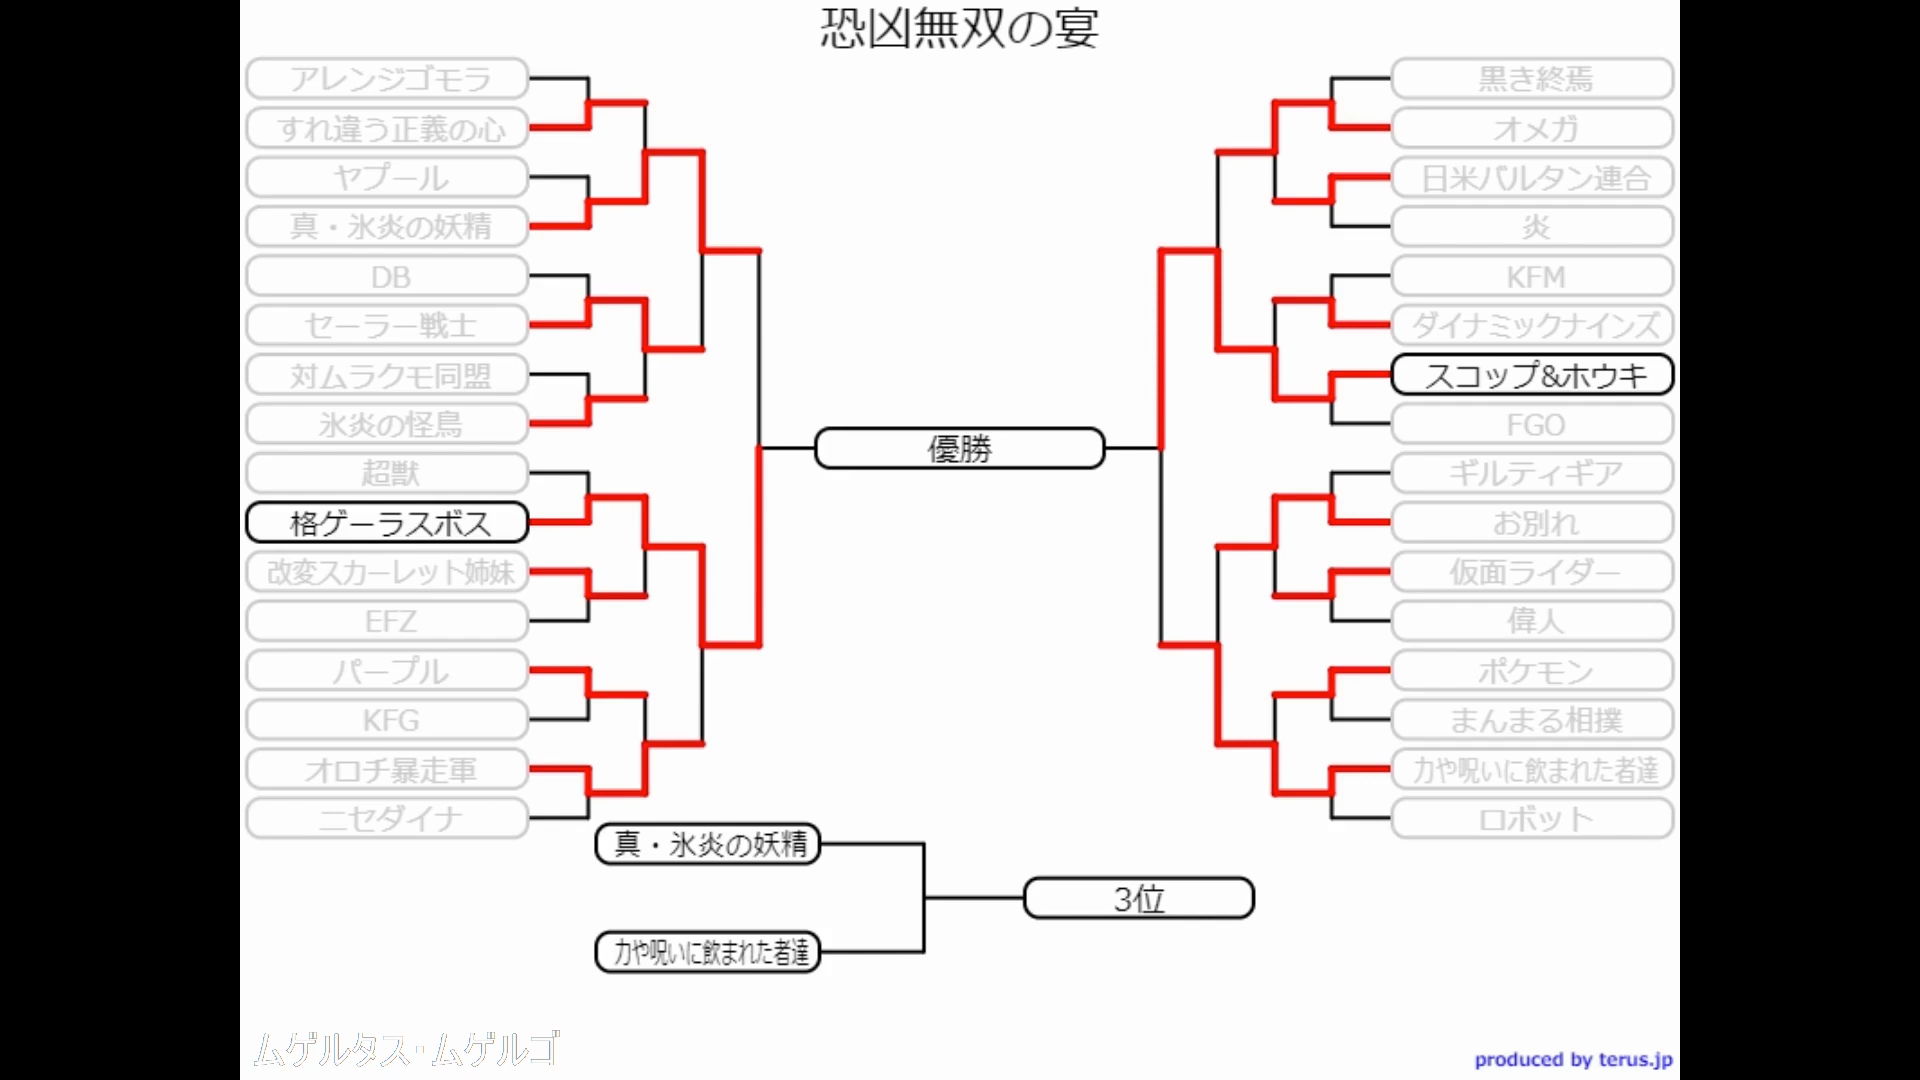 恐凶無双の宴
アレンジゴモラ
すれ違う正義の心
ヤプール
真・氷炎の妖精
DB
セーラー戦士
対ムラクモ同盟
氷炎の怪鳥
超獣
格ゲーラスボス
改変スカーレット姉妹
EFZ
パープル
KFG
オロチ暴走軍
ニセダイナ
優勝
黒き終焉
オメガ
日米バルタン連合
炎
KFM
ダイナミックナインズ
スコップ&ホウキ
FGO
ギルティギア
お別れ
仮面ライダー
偉人
ポケモン
まんまる相撲
力や呪いに飲まれた者達
ロボット
真・氷炎の妖精
力や呪いに飲まれた者達
3位
ムゲルタス・ムゲルゴ
produced by terus.jp